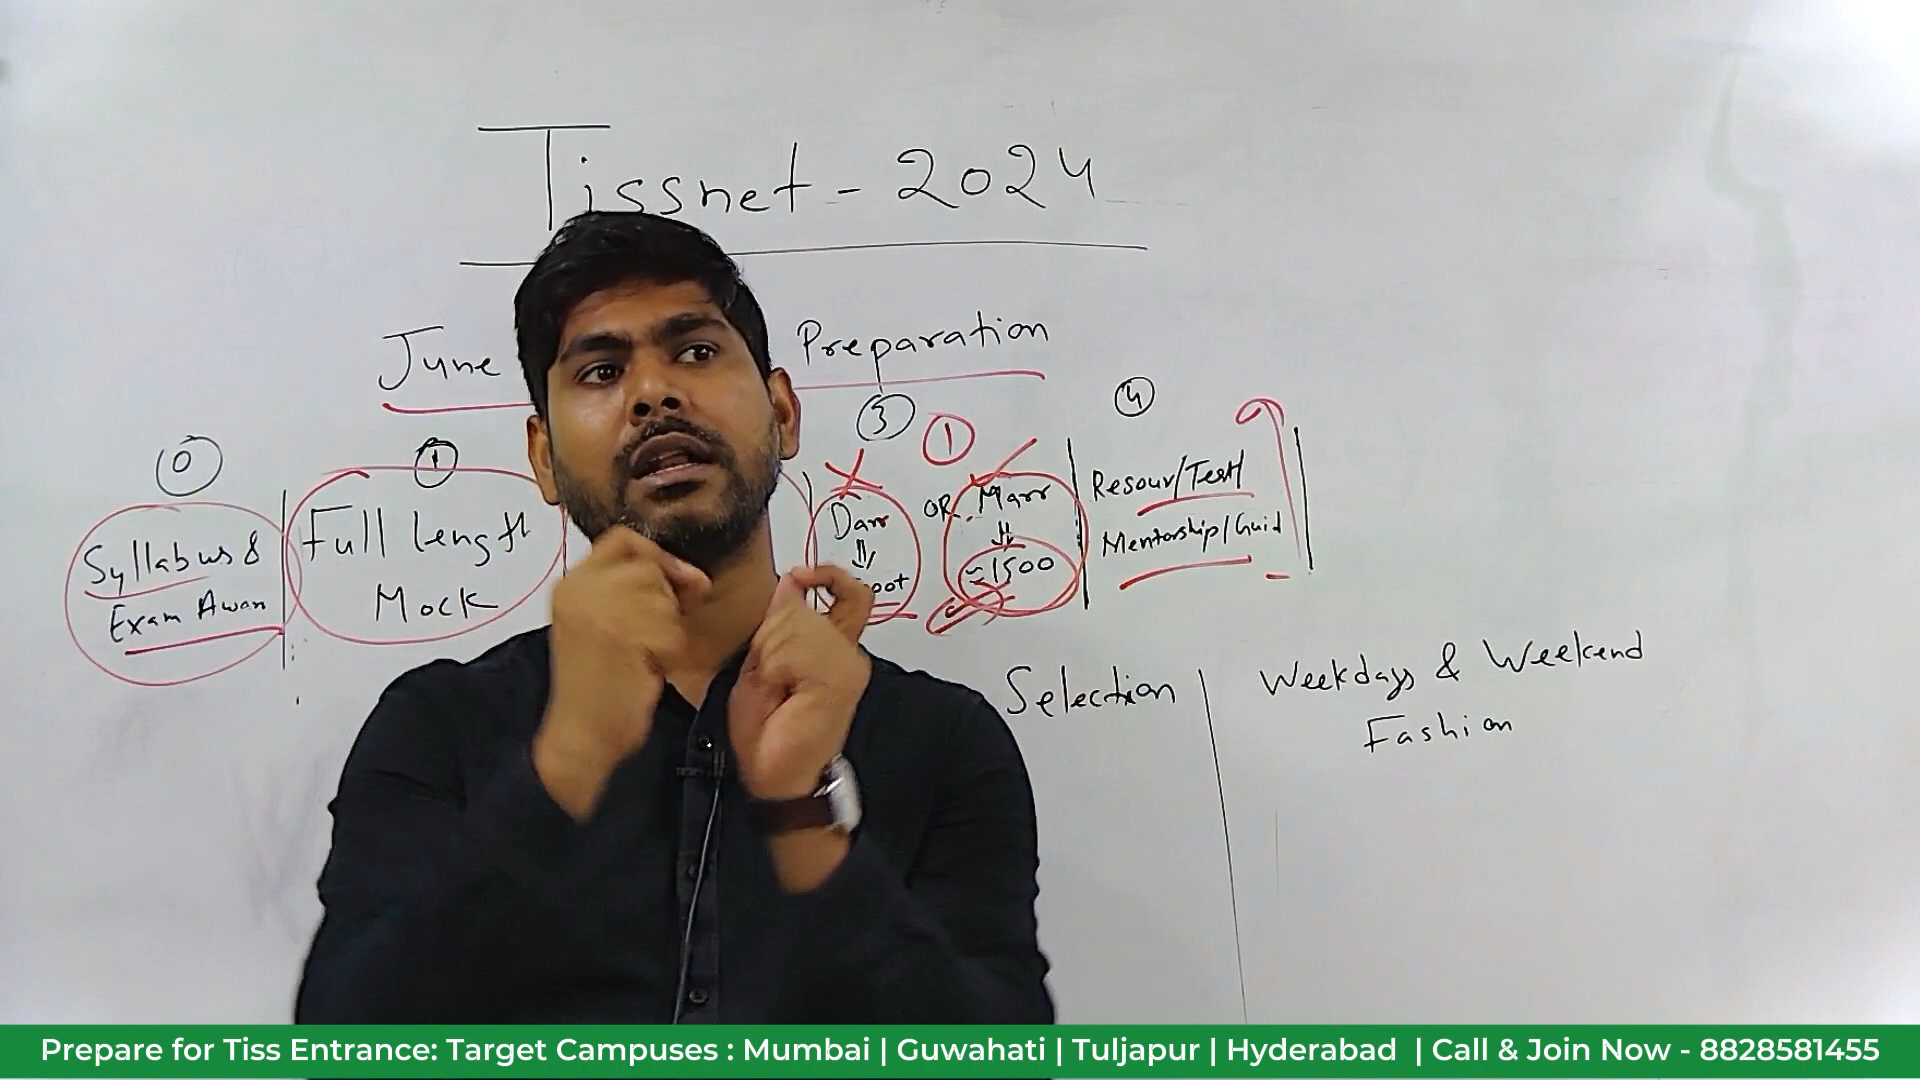 Tissnet - 2024
June Preparation
0
1
3
1
4
Syllabus &
Exam Awan
Full length
Mock
Darr
OR
Marr
≈1500
Resour/Test/
Mentorship/Guid
Selection
Weekdays & Weekend
Fashion
Prepare for Tiss Entrance: Target Campuses : Mumbai | Guwahati | Tuljapur | Hyderabad | Call & Join Now - 8828581455